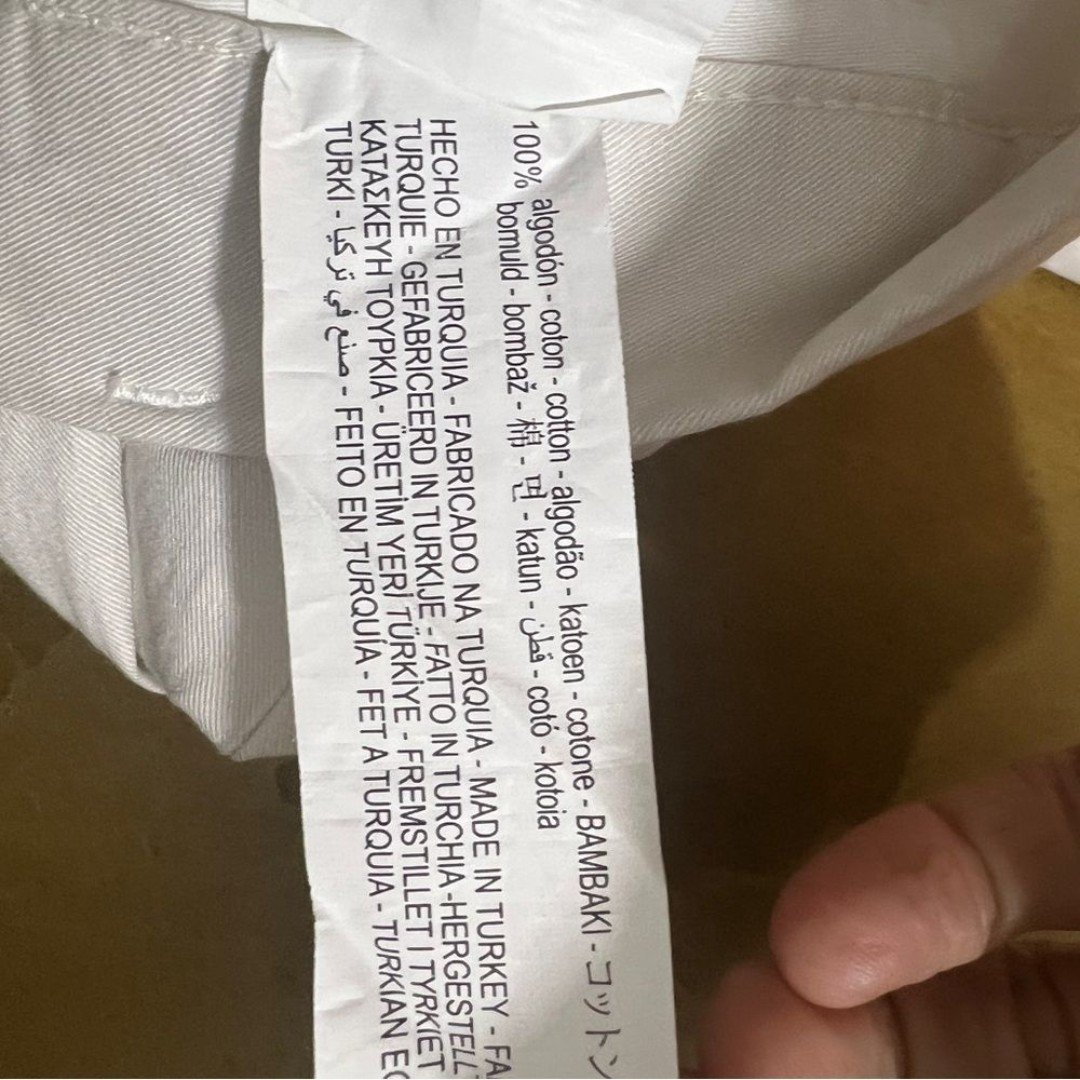 100% algodón - coton - cotton - algodão - katoen - cotone - BAMBAKI - コットン
bomuld - bombaž - 棉 - 면 - katun - قطن - cotó - kotoia
HECHO EN TURQUIA - FABRICADO NA TURQUIA - MADE IN TURKEY -
TURQUIE - GEFABRICEERD IN TURKIJE - FATTO IN TURCHIA -HERGESTELLT
ΚΑΤΑΣΚΕΥΗ ΤΟΥΡΚΙΑ - ÜRETİM YERİ TÜRKİYE - FREMSTILLET I TYRKIET
TURKI - صنع في تركيا - FEITO EN TURQUÍA - FET A TURQUIA - TURKIAN